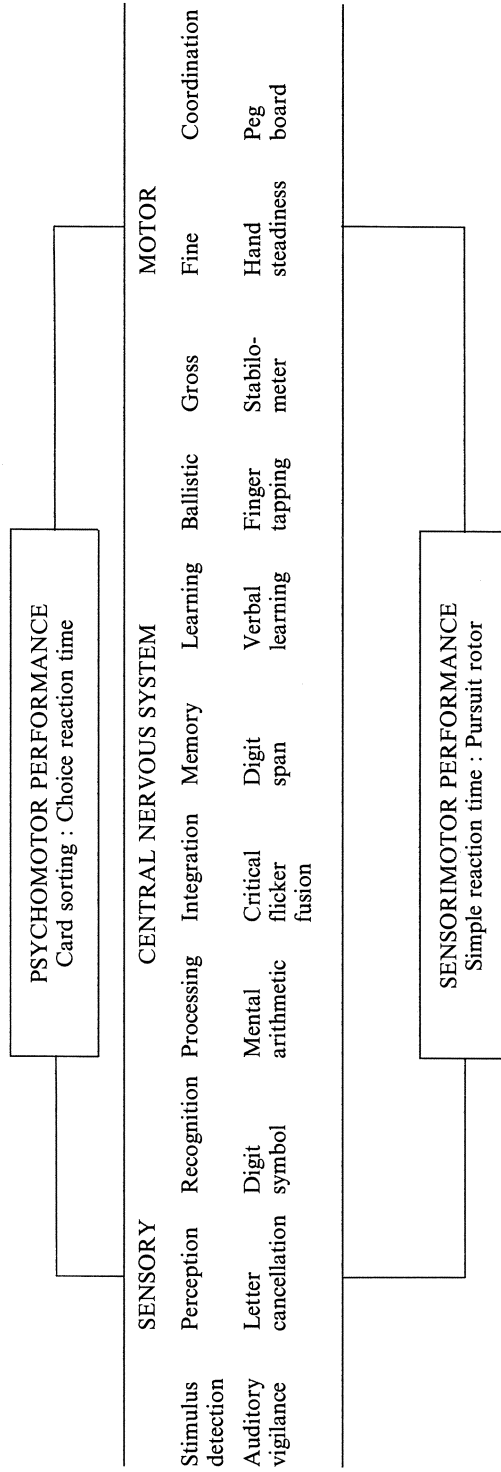 PSYCHOMOTOR PERFORMANCE
Card sorting : Choice reaction time
SENSORY CENTRAL NERVOUS SYSTEM MOTOR
Stimulus Perception Recognition Processing Integration Memory Learning Ballistic Gross Fine Coordination
detection
Auditory Letter Digit Mental Critical Digit Verbal Finger Stabilo- Hand Peg
vigilance cancellation symbol arithmetic flicker span learning tapping meter steadiness board
fusion
SENSORIMOTOR PERFORMANCE
Simple reaction time : Pursuit rotor